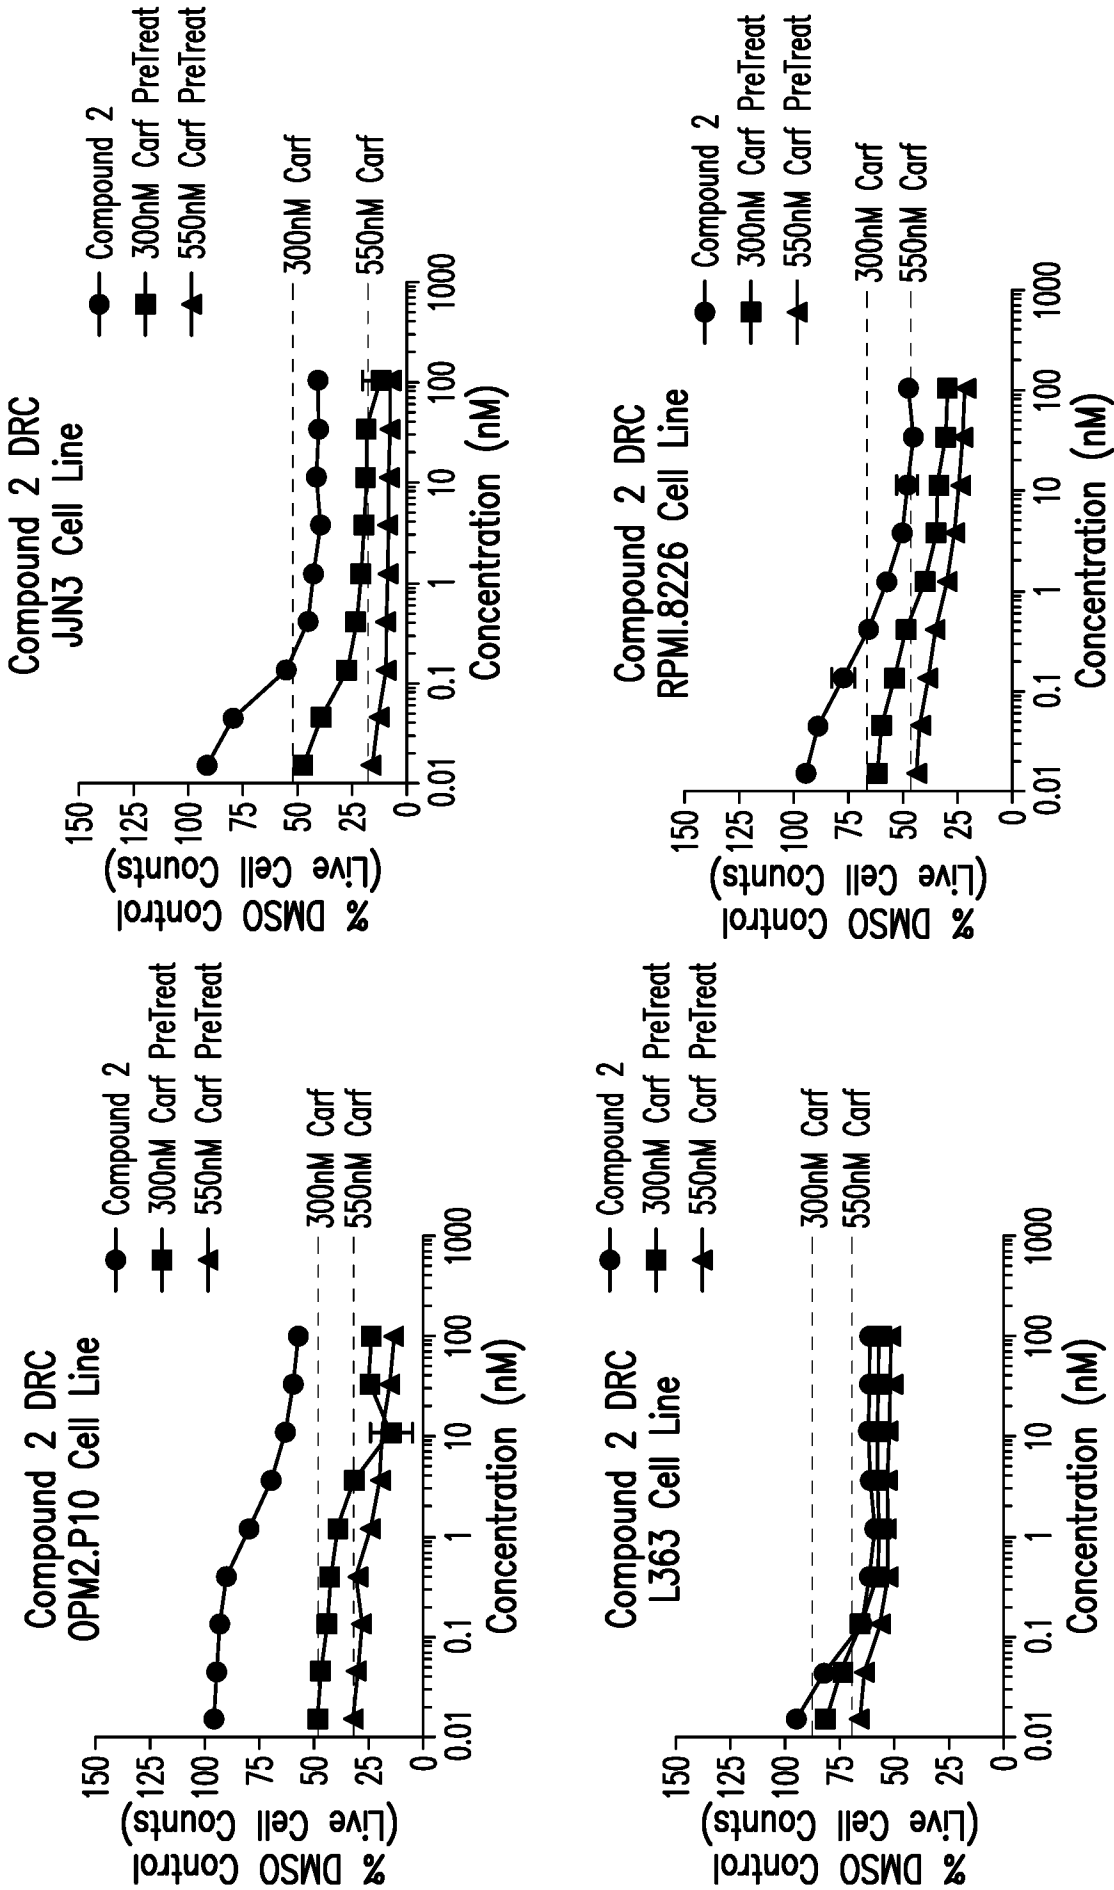 Compound 2 DRC
OPM2.P10 Cell Line
% DMSO Control
(Live Cell Counts)
150
125
100
75
50
25
0
0.01
0.1
1
10
100
1000
Concentration (nM)
Compound 2
300nM Carf PreTreat
550nM Carf PreTreat
300nM Carf
550nM Carf
Compound 2 DRC
JJN3 Cell Line
% DMSO Control
(Live Cell Counts)
150
125
100
75
50
25
0
0.01
0.1
1
10
100
1000
Concentration (nM)
Compound 2
300nM Carf PreTreat
550nM Carf PreTreat
300nM Carf
550nM Carf
Compound 2 DRC
L363 Cell Line
% DMSO Control
(Live Cell Counts)
150
125
100
75
50
25
0
0.01
0.1
1
10
100
1000
Concentration (nM)
Compound 2
300nM Carf PreTreat
550nM Carf PreTreat
300nM Carf
550nM Carf
Compound 2 DRC
RPMI.8226 Cell Line
% DMSO Control
(Live Cell Counts)
150
125
100
75
50
25
0
0.01
0.1
1
10
100
1000
Concentration (nM)
Compound 2
300nM Carf PreTreat
550nM Carf PreTreat
300nM Carf
550nM Carf